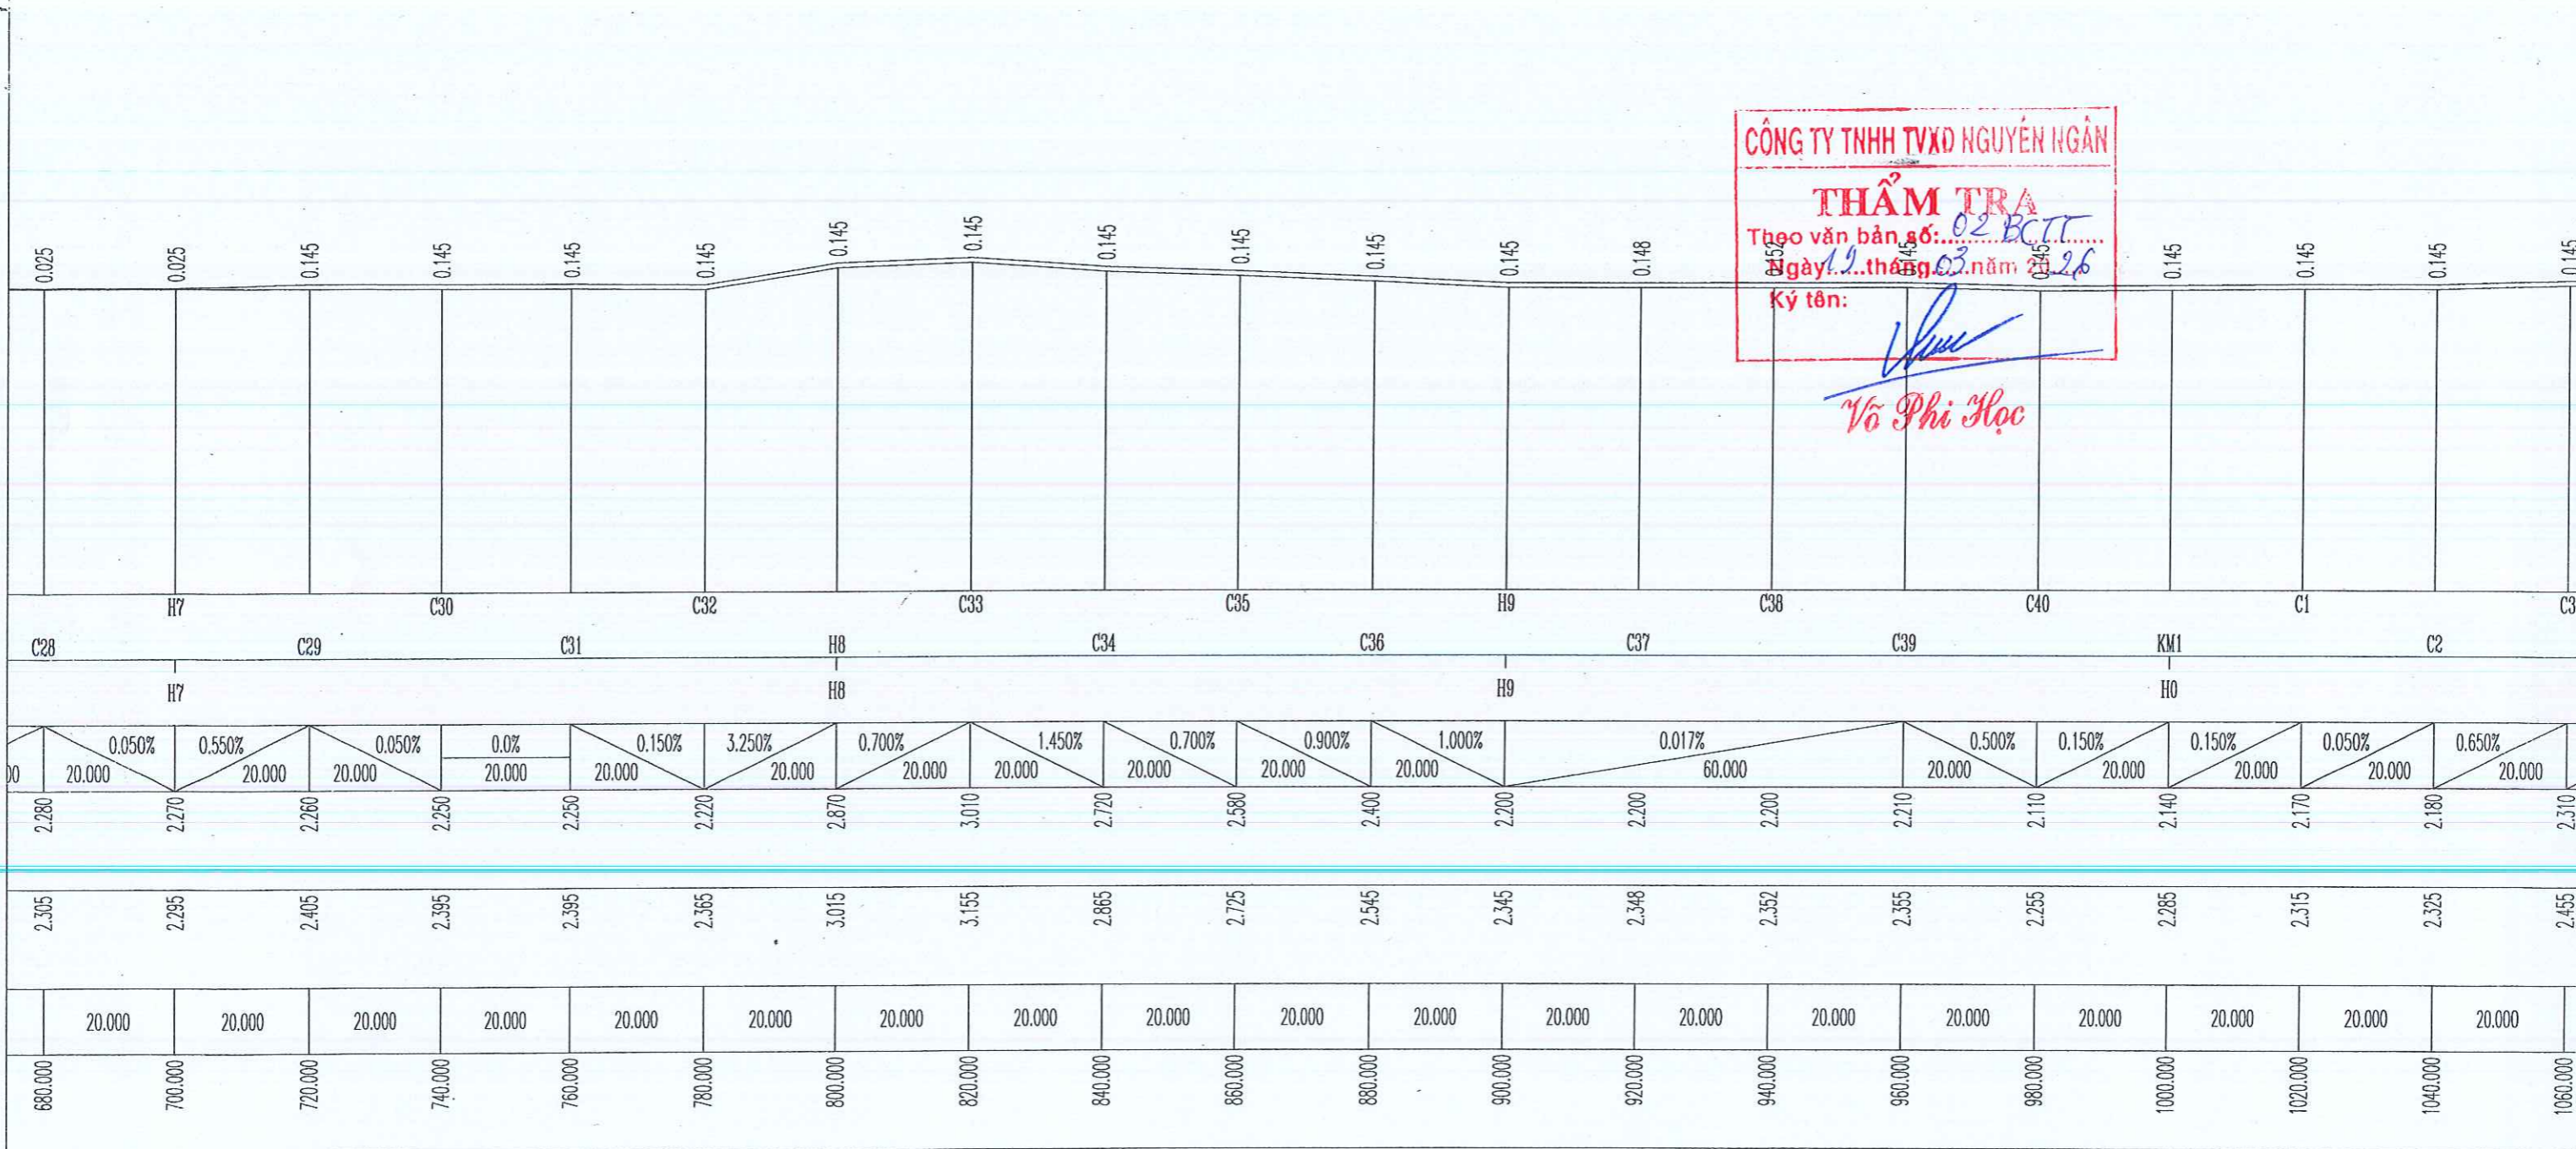 CÔNG TY TNHH TVXD NGUYÊN NGÂN
THẨM TRA
Theo văn bản số: 02 BCTT
Ngày 12 tháng 03 năm 2026
Ký tên:
Võ Phi Học
0.025 0.025 0.145 0.145 0.145 0.145 0.145 0.145 0.145 0.145 0.145 0.145 0.148 0.152 0.145 0.145 0.145 0.145 0.145 0.145
H7 C30 C32 C33 C35 H9 C38 C40 C1 C3
C28 C29 C31 H8 C34 C36 C37 C39 KM1 C2
H7 H8 H9 H0
0.050% 0.550% 0.050% 0.0% 0.150% 3.250% 0.700% 1.450% 0.700% 0.900% 1.000% 0.017% 0.500% 0.150% 0.150% 0.050% 0.650%
00 20.000 20.000 20.000 20.000 20.000 20.000 20.000 20.000 20.000 20.000 20.000 60.000 20.000 20.000 20.000 20.000 20.000
2.280 2.270 2.260 2.250 2.250 2.220 2.870 3.010 2.720 2.580 2.400 2.200 2.200 2.200 2.210 2.110 2.140 2.170 2.180 2.310
2.305 2.295 2.405 2.395 2.395 2.365 3.015 3.155 2.865 2.725 2.545 2.345 2.348 2.352 2.355 2.255 2.285 2.315 2.325 2.455
20.000 20.000 20.000 20.000 20.000 20.000 20.000 20.000 20.000 20.000 20.000 20.000 20.000 20.000 20.000 20.000 20.000 20.000 20.000
680.000 700.000 720.000 740.000 760.000 780.000 800.000 820.000 840.000 860.000 880.000 900.000 920.000 940.000 960.000 980.000 1000.000 1020.000 1040.000 1060.000